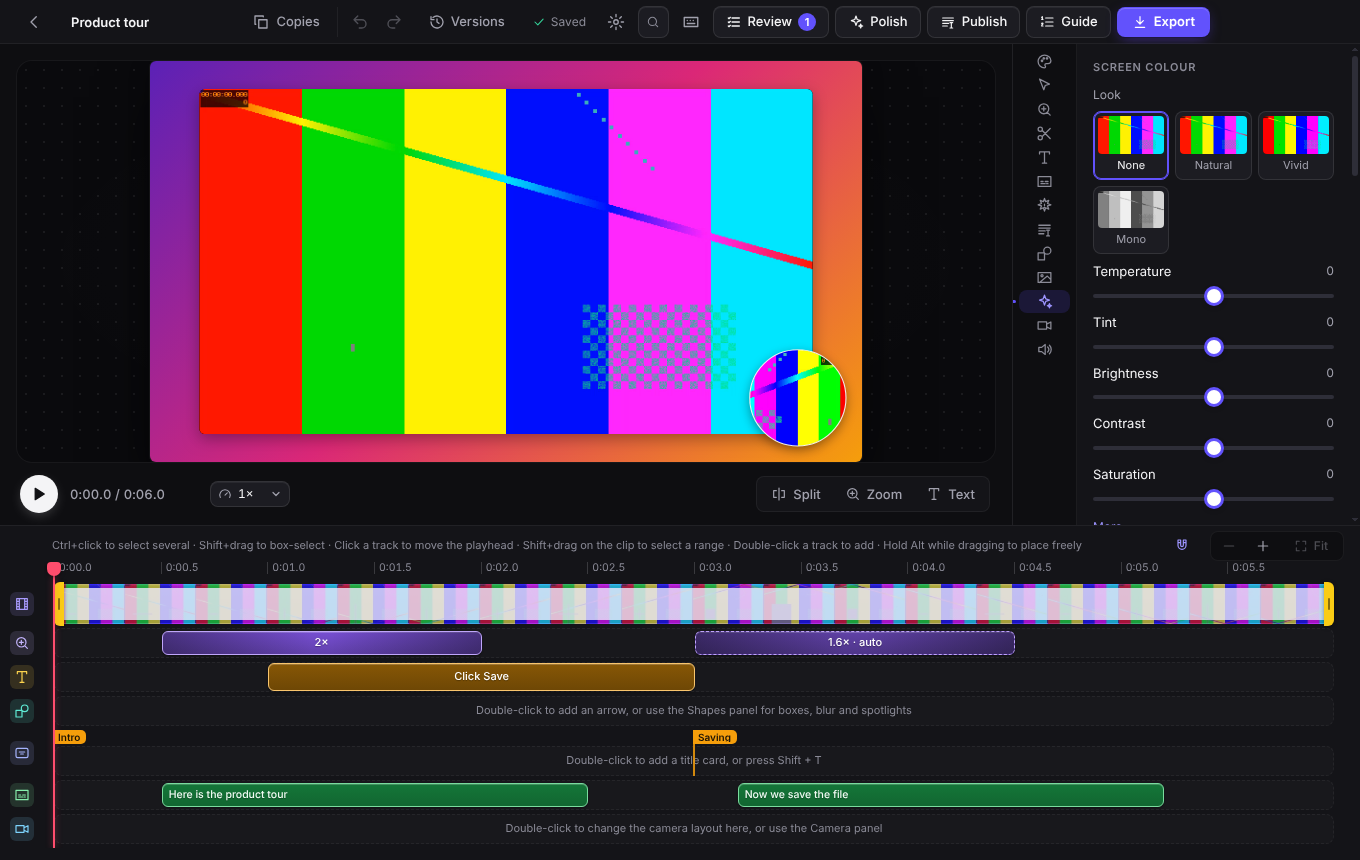 Product tour
Copies
Versions
Saved
Review 1
Polish
Publish
Guide
Export
00:00:00.000
0
SCREEN COLOUR
Look
None
Natural
Vivid
Mono
Temperature 0
Tint 0
Brightness 0
Contrast 0
Saturation 0
0:00.0 / 0:06.0
1×
Split
Zoom
Text
Ctrl+click to select several · Shift+drag to box-select · Click a track to move the playhead · Shift+drag on the clip to select a range · Double-click a track to add · Hold Alt while dragging to place freely
Fit
0:00.0 0:00.5 0:01.0 0:01.5 0:02.0 0:02.5 0:03.0 0:03.5 0:04.0 0:04.5 0:05.0 0:05.5
2×
1.6× · auto
Click Save
Double-click to add an arrow, or use the Shapes panel for boxes, blur and spotlights
Intro
Saving
Double-click to add a title card, or press Shift + T
Here is the product tour
Now we save the file
Double-click to change the camera layout here, or use the Camera panel